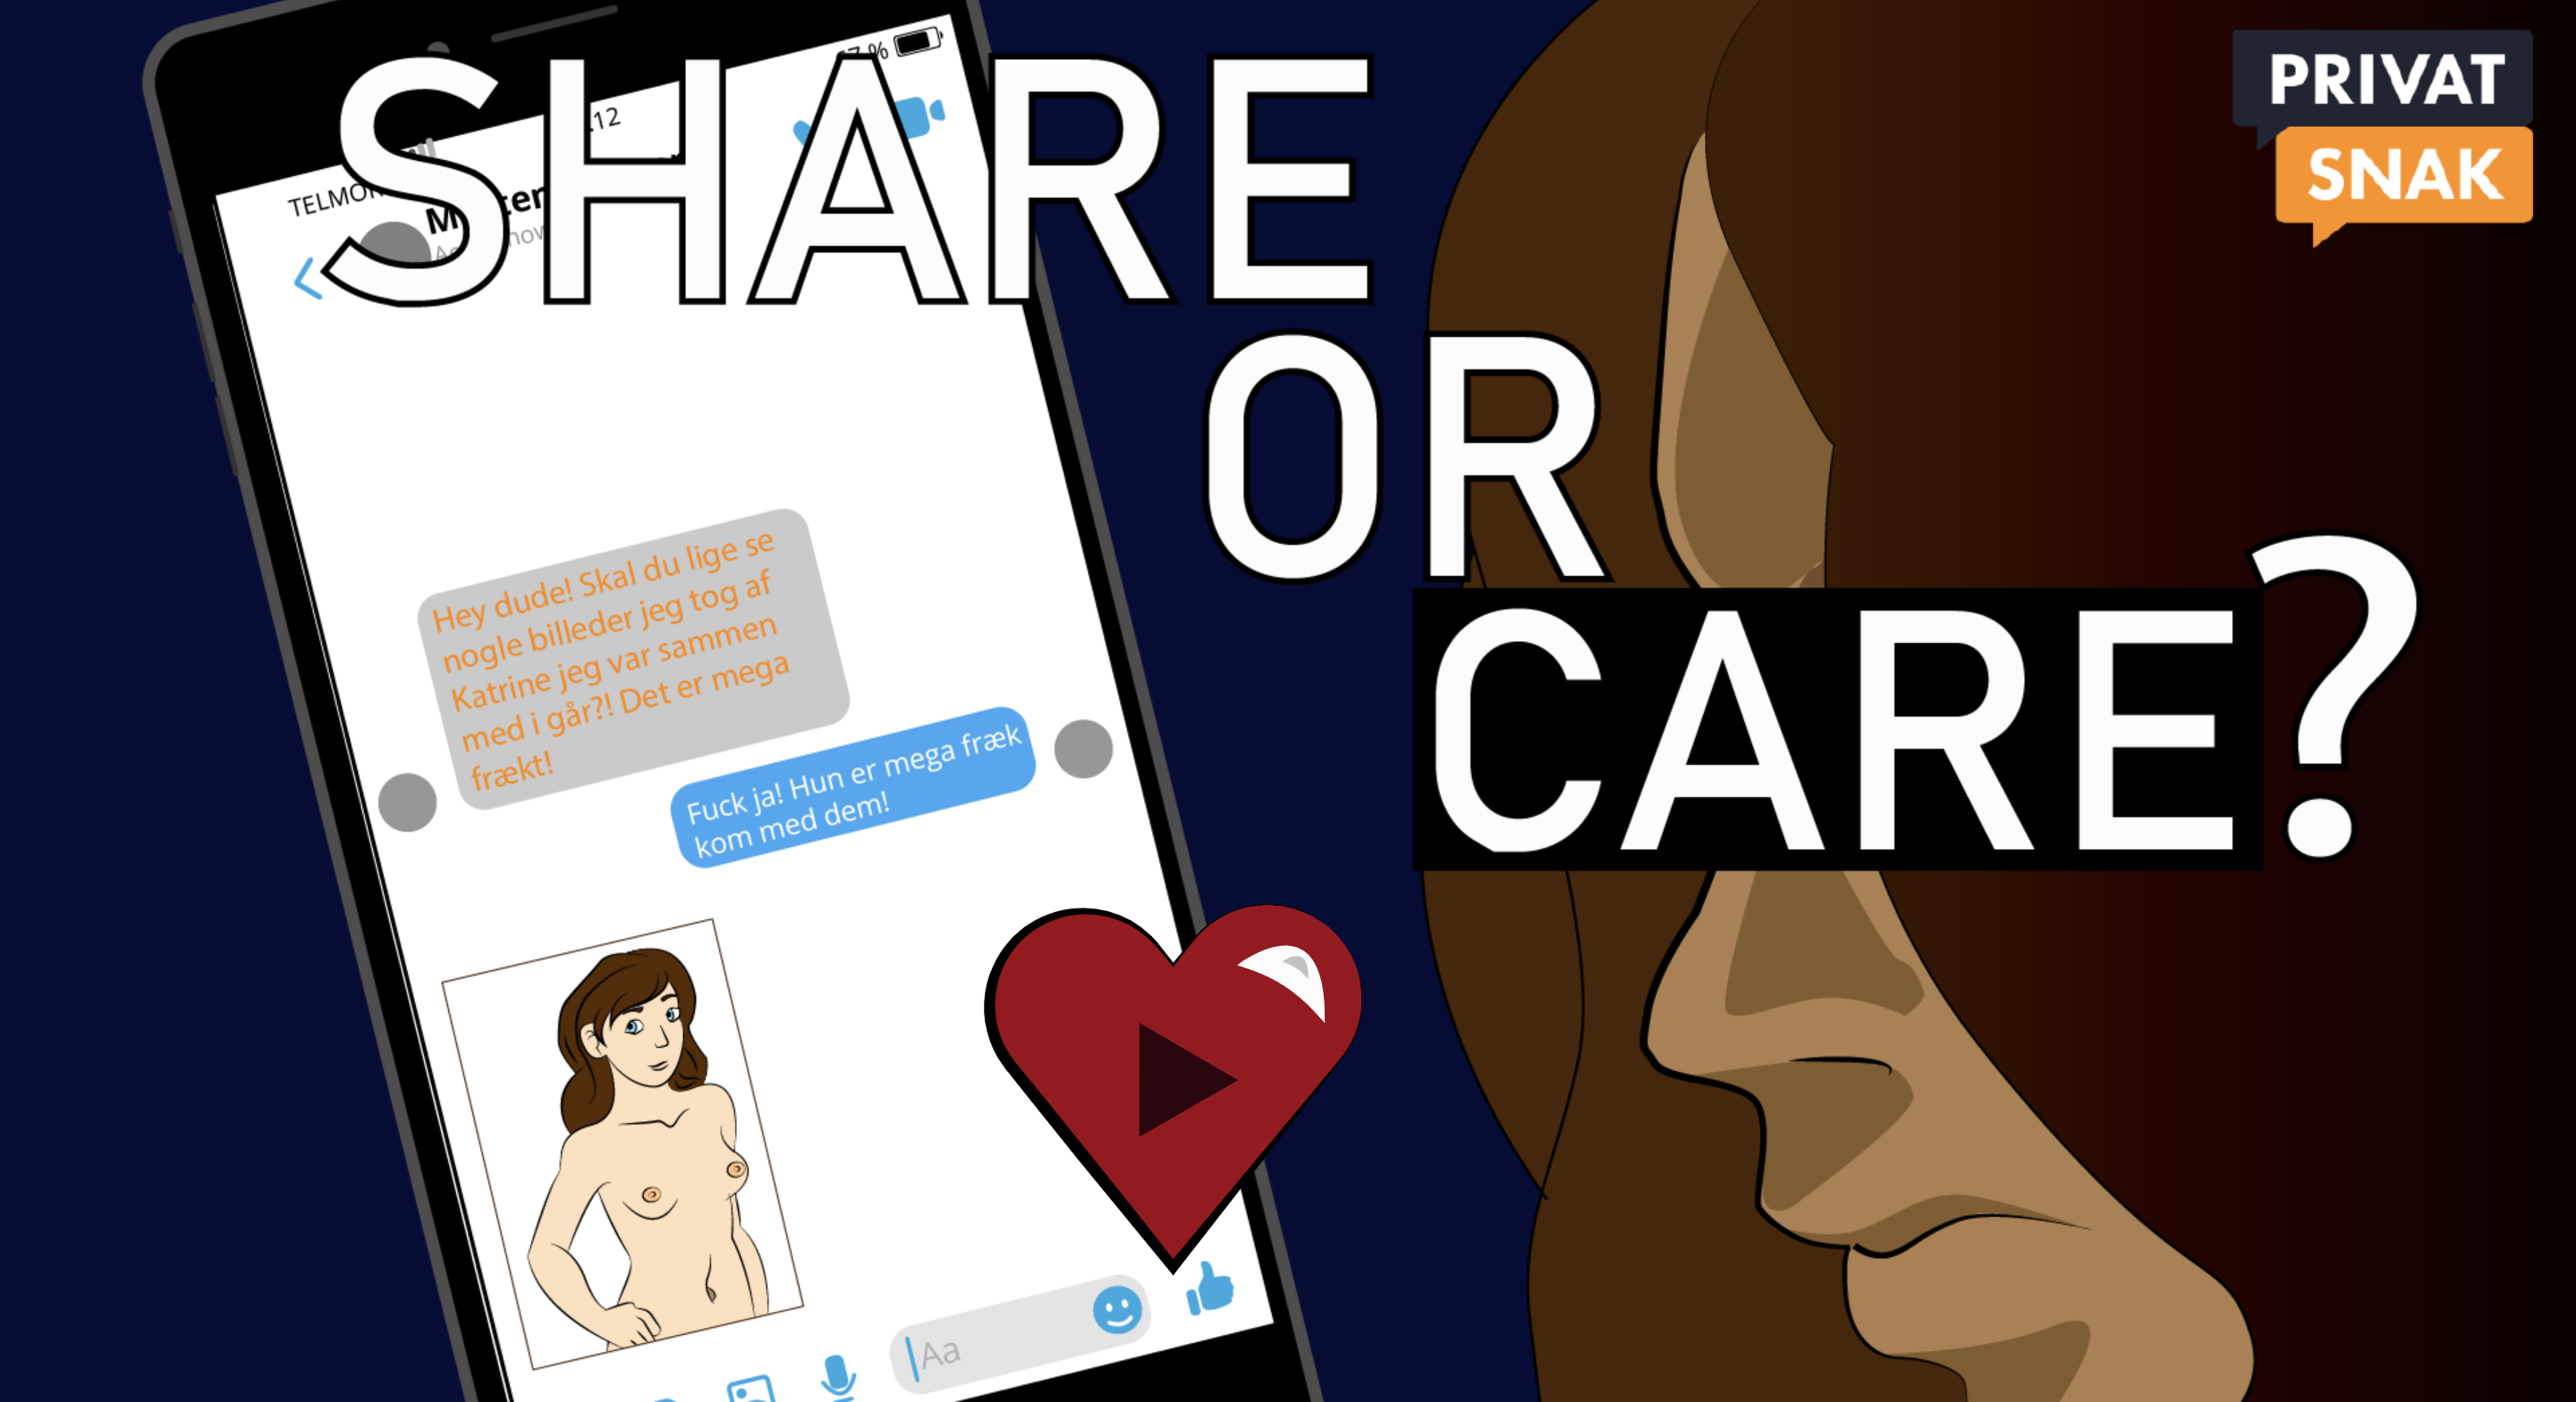 SHARE
OR
CARE?
PRIVAT
SNAK
%
Hey dude! Skal du lige se
nogle billeder jeg tog af
Katrine jeg var sammen
med i går?! Det er mega
frækt!
Fuck ja! Hun er mega fræk
kom med dem!
Aa